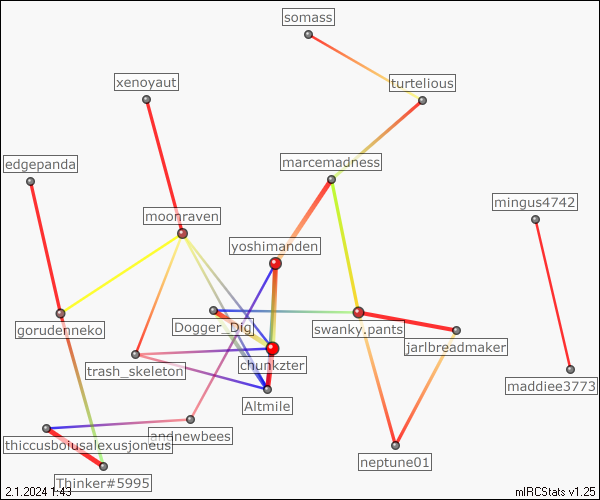 somass
xenoyaut
turtelious
edgepanda
marcemadness
mingus4742
moonraven
yoshimanden
gorudenneko
Dogger_Dig
swanky.pants
jarlbreadmaker
trash_skeleton
chunkzter
maddiee3773
Altmile
thiccusboiusalexusjoneus
andnewbees
neptune01
Thinker#5995
2.1.2024 1:43
mIRCStats v1.25